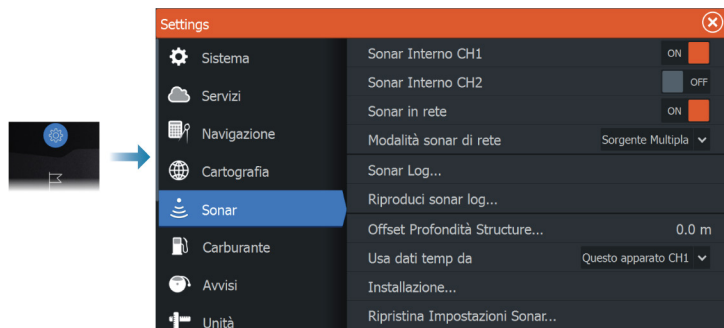 Settings
Sistema
Servizi
Navigazione
Cartografia
Sonar
Carburante
Avvisi
Unità
Sonar Interno CH1 ON
Sonar Interno CH2 OFF
Sonar in rete ON
Modalità sonar di rete Sorgente Multipla
Sonar Log...
Riproduci sonar log...
Offset Profondità Structure... 0.0 m
Usa dati temp da Questo apparato CH1
Installazione...
Ripristina Impostazioni Sonar...